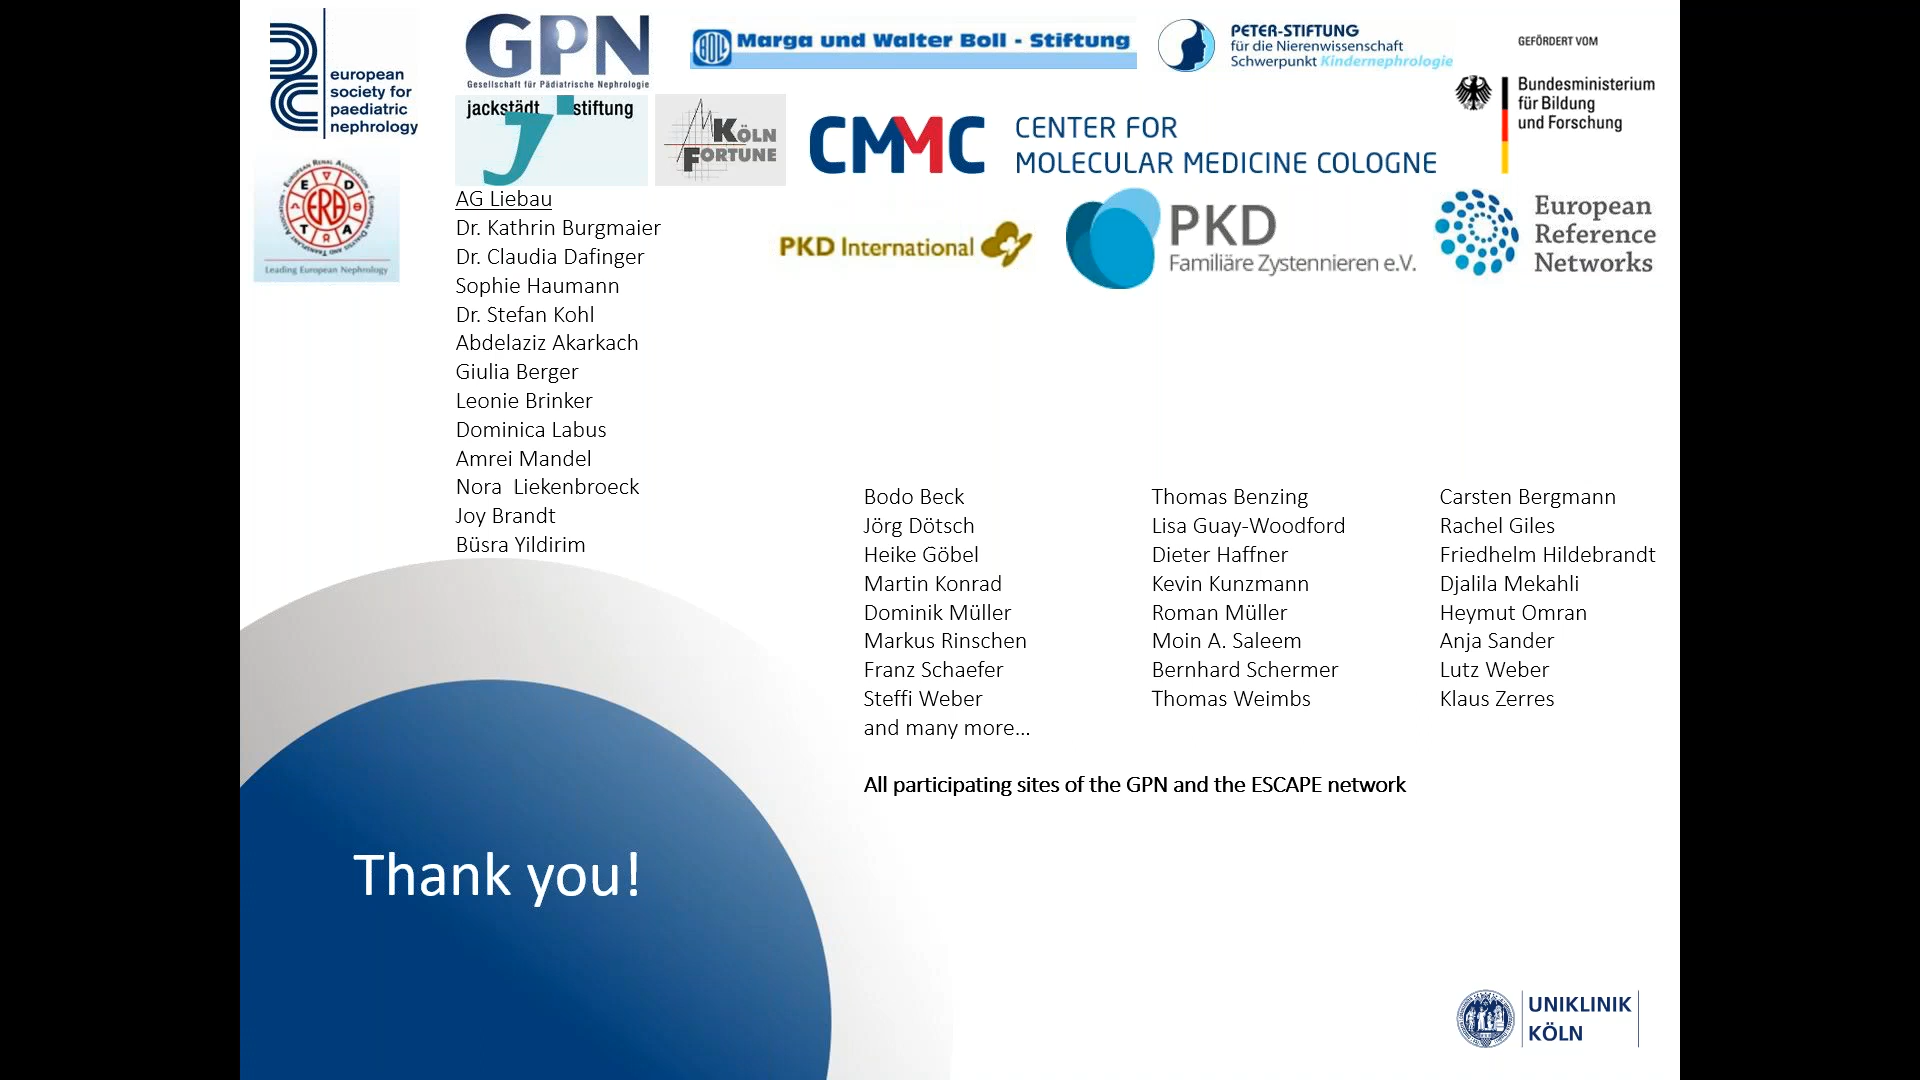 european
society for
paediatric
nephrology
GPN
Gesellschaft für Pädiatrische Nephrologie
Marga und Walter Boll - Stiftung
BOLL
PETER-STIFTUNG
für die Nierenwissenschaft
Schwerpunkt Kindernephrologie
GEFÖRDERT VOM
Bundesministerium
für Bildung
und Forschung
jackstädt stiftung
KÖLN
FORTUNE
CMMC
CENTER FOR
MOLECULAR MEDICINE COLOGNE
ERA
EDTA
Leading European Nephrology
PKD International
PKD
Familiäre Zystennieren e.V.
European
Reference
Networks
AG Liebau
Dr. Kathrin Burgmaier
Dr. Claudia Dafinger
Sophie Haumann
Dr. Stefan Kohl
Abdelaziz Akarkach
Giulia Berger
Leonie Brinker
Dominica Labus
Amrei Mandel
Nora  Liekenbroeck
Joy Brandt
Büsra Yildirim
Bodo Beck
Jörg Dötsch
Heike Göbel
Martin Konrad
Dominik Müller
Markus Rinschen
Franz Schaefer
Steffi Weber
and many more...
Thomas Benzing
Lisa Guay-Woodford
Dieter Haffner
Kevin Kunzmann
Roman Müller
Moin A. Saleem
Bernhard Schermer
Thomas Weimbs
Carsten Bergmann
Rachel Giles
Friedhelm Hildebrandt
Djalila Mekahli
Heymut Omran
Anja Sander
Lutz Weber
Klaus Zerres
All participating sites of the GPN and the ESCAPE network
Thank you!
UNIKLINIK
KÖLN